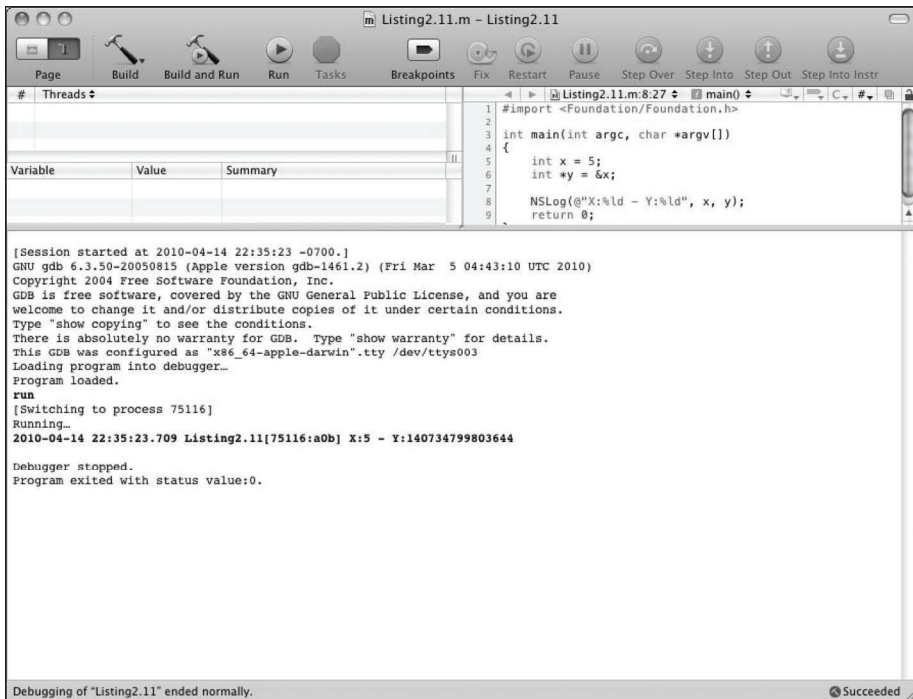 Listing2.11.m – Listing2.11
Page Build Build and Run Run Tasks Breakpoints Fix Restart Pause Step Over Step Into Step Out Step Into Instr
# Threads
Listing2.11.m:8:27 main() C #
Variable Value Summary
1 #import <Foundation/Foundation.h>
2
3 int main(int argc, char *argv[])
4 {
5 int x = 5;
6 int *y = &x;
7
8 NSLog(@"X:%ld – Y:%ld", x, y);
9 return 0;
[Session started at 2010-04-14 22:35:23 -0700.]
GNU gdb 6.3.50-20050815 (Apple version gdb-1461.2) (Fri Mar  5 04:43:10 UTC 2010)
Copyright 2004 Free Software Foundation, Inc.
GDB is free software, covered by the GNU General Public License, and you are
welcome to change it and/or distribute copies of it under certain conditions.
Type "show copying" to see the conditions.
There is absolutely no warranty for GDB.  Type "show warranty" for details.
This GDB was configured as "x86_64-apple-darwin".tty /dev/ttys003
Loading program into debugger…
Program loaded.
run
[Switching to process 75116]
Running…
2010-04-14 22:35:23.709 Listing2.11[75116:a0b] X:5 – Y:140734799803644
Debugger stopped.
Program exited with status value:0.
Debugging of "Listing2.11" ended normally.
Succeeded